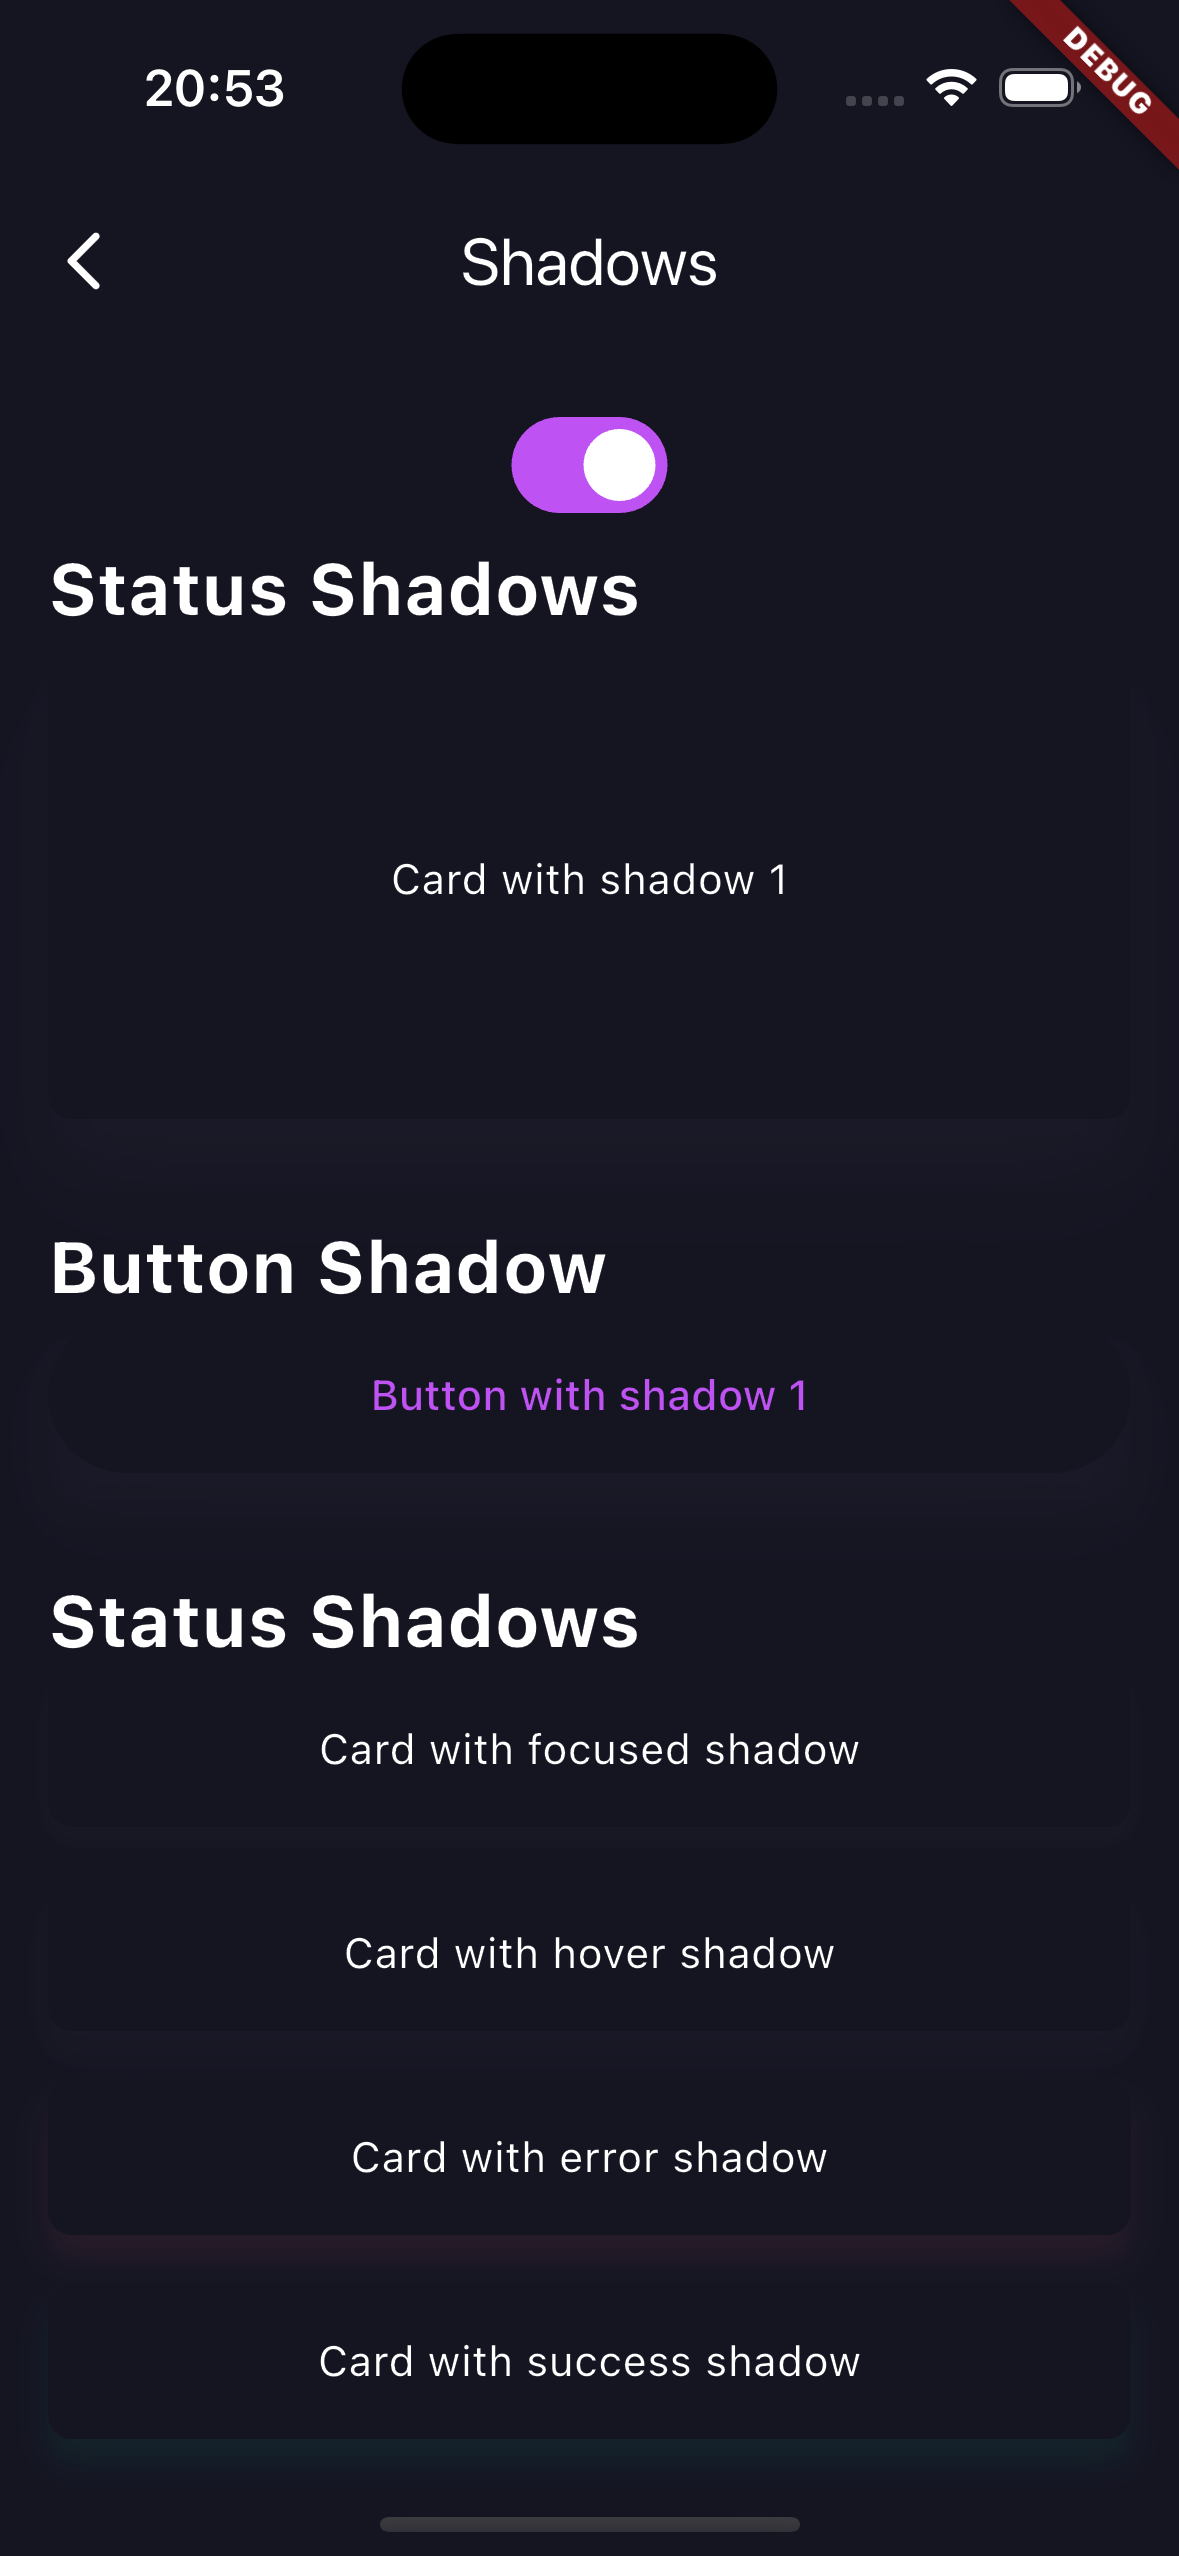 20:53
DEBUG
Shadows
Status Shadows
Card with shadow 1
Button Shadow
Button with shadow 1
Status Shadows
Card with focused shadow
Card with hover shadow
Card with error shadow
Card with success shadow